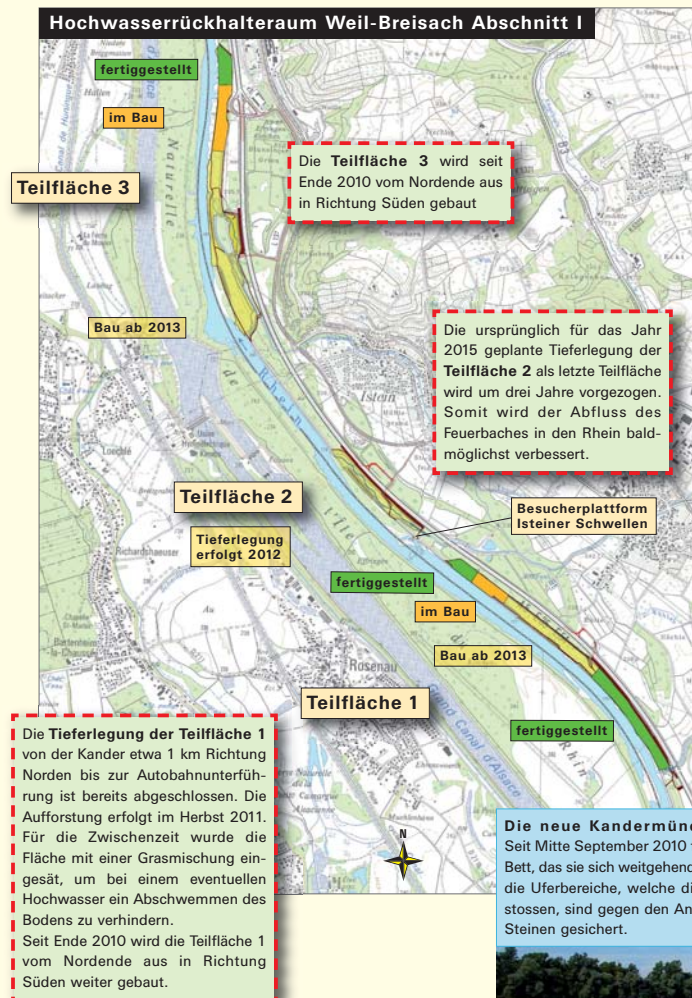 Hochwasserrückhalteraum Weil-Breisach Abschnitt I
fertiggestellt
im Bau
Die Teilfläche 3 wird seit
Ende 2010 vom Nordende aus
in Richtung Süden gebaut
Teilfläche 3
Bau ab 2013
Die ursprünglich für das Jahr
2015 geplante Tieferlegung der
Teilfläche 2 als letzte Teilfläche
wird um drei Jahre vorgezogen.
Somit wird der Abfluss des
Feuerbaches in den Rhein bald-
möglichst verbessert.
Istein
Rhein
Naturelle
de
Loechlé
Teilfläche 2
Besucherplattform
Isteiner Schwellen
Tieferlegung
erfolgt 2012
Richardshaeuser
fertiggestellt
im Bau
Au
Bau ab 2013
Rosenau
Teilfläche 1
Grand Canal d'Alsace
fertiggestellt
Rhin
N
Die Tieferlegung der Teilfläche 1
von der Kander etwa 1 km Richtung
Norden bis zur Autobahnunterfüh-
rung ist bereits abgeschlossen. Die
Aufforstung erfolgt im Herbst 2011.
Für die Zwischenzeit wurde die
Fläche mit einer Grasmischung ein-
gesät, um bei einem eventuellen
Hochwasser ein Abschwemmen des
Bodens zu verhindern.
Seit Ende 2010 wird die Teilfläche 1
vom Nordende aus in Richtung
Süden weiter gebaut.
Die neue Kandermünd
Seit Mitte September 2010
Bett, das sie sich weitgehend
die Uferbereiche, welche di
stossen, sind gegen den An
Steinen gesichert.